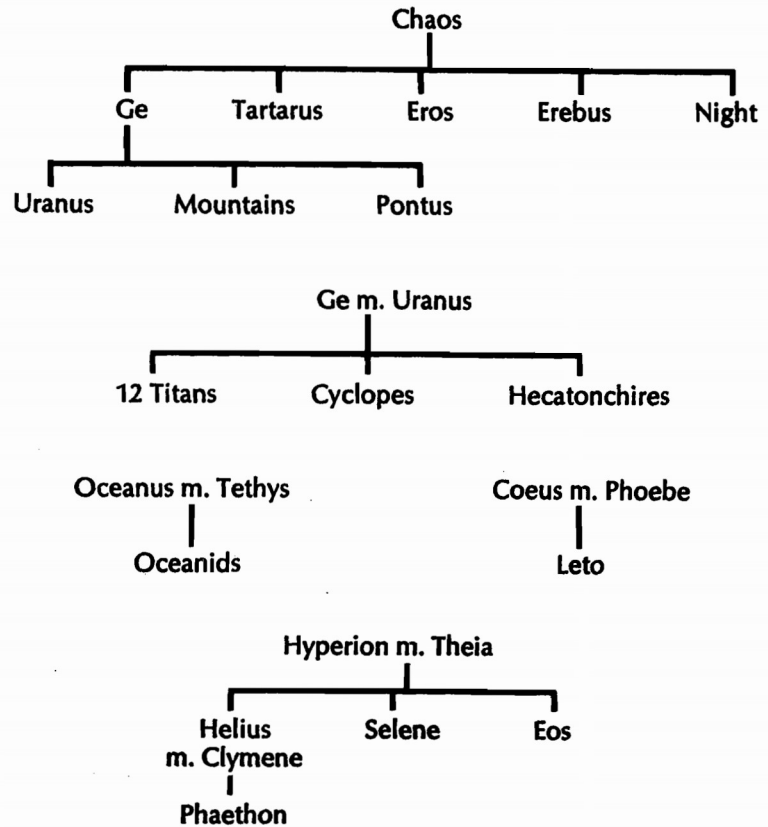 Chaos
Ge Tartarus Eros Erebus Night
Uranus Mountains Pontus
Ge m. Uranus
12 Titans Cyclopes Hecatonchires
Oceanus m. Tethys Coeus m. Phoebe
Oceanids Leto
Hyperion m. Theia
Helius Selene Eos
m. Clymene
Phaethon